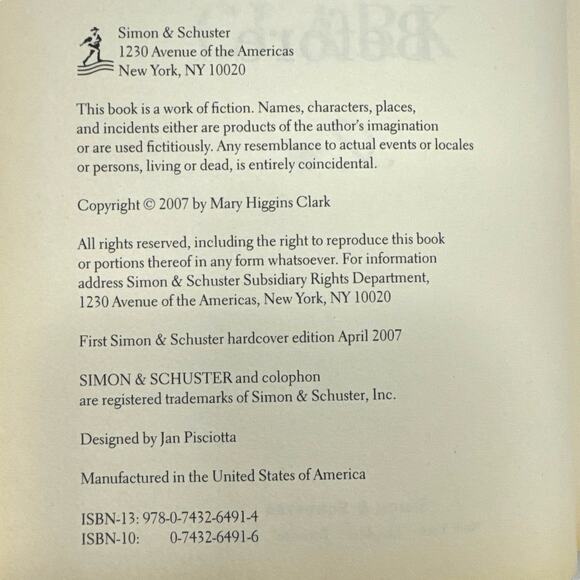 Simon & Schuster
1230 Avenue of the Americas
New York, NY 10020
This book is a work of fiction. Names, characters, places,
and incidents either are products of the author's imagination
or are used fictitiously. Any resemblance to actual events or locales
or persons, living or dead, is entirely coincidental.
Copyright © 2007 by Mary Higgins Clark
All rights reserved, including the right to reproduce this book
or portions thereof in any form whatsoever. For information
address Simon & Schuster Subsidiary Rights Department,
1230 Avenue of the Americas, New York, NY 10020
First Simon & Schuster hardcover edition April 2007
SIMON & SCHUSTER and colophon
are registered trademarks of Simon & Schuster, Inc.
Designed by Jan Pisciotta
Manufactured in the United States of America
ISBN-13: 978-0-7432-6491-4
ISBN-10: 0-7432-6491-6